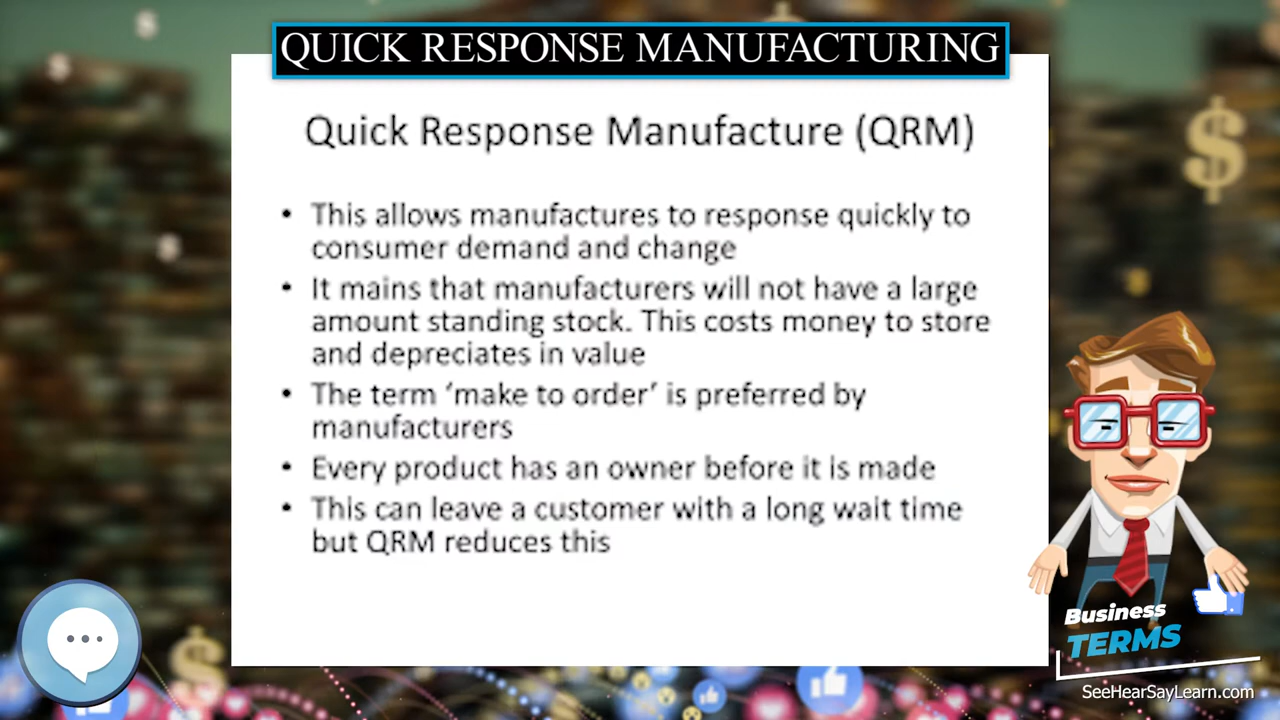 QUICK RESPONSE MANUFACTURING
Quick Response Manufacture (QRM)
• This allows manufactures to response quickly to
consumer demand and change
• It mains that manufacturers will not have a large
amount standing stock. This costs money to store
and depreciates in value
• The term ‘make to order’ is preferred by
manufacturers
• Every product has an owner before it is made
• This can leave a customer with a long wait time
but QRM reduces this
Business
TERMS
SeeHearSayLearn.com